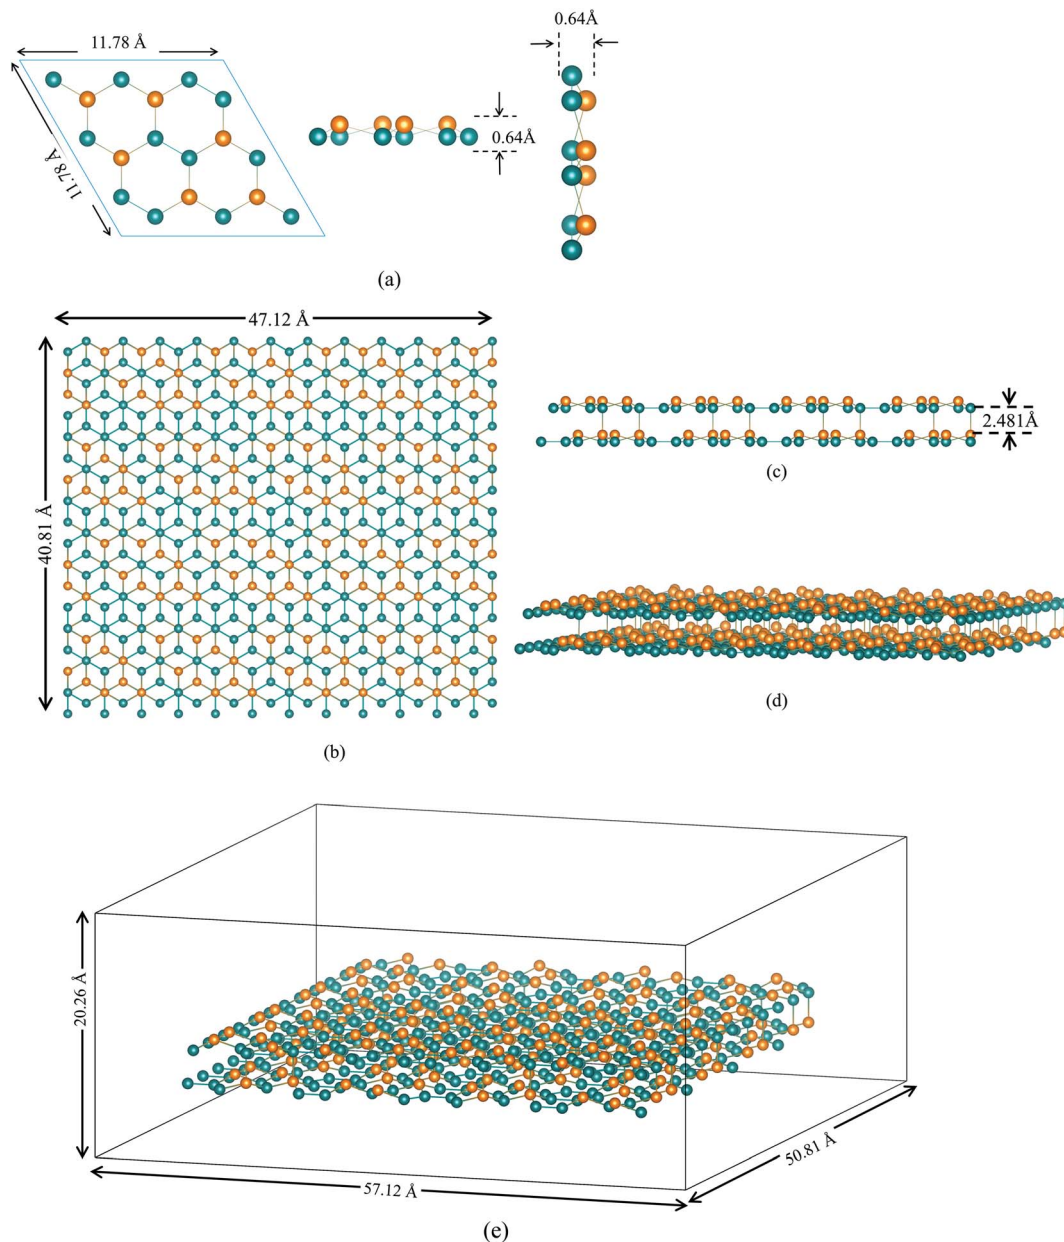 11.78 Å
11.78 Å
0.64Å
0.64Å
(a)
47.12 Å
40.81 Å
(b)
2.481Å
(c)
(d)
20.26 Å
57.12 Å
50.81 Å
(e)